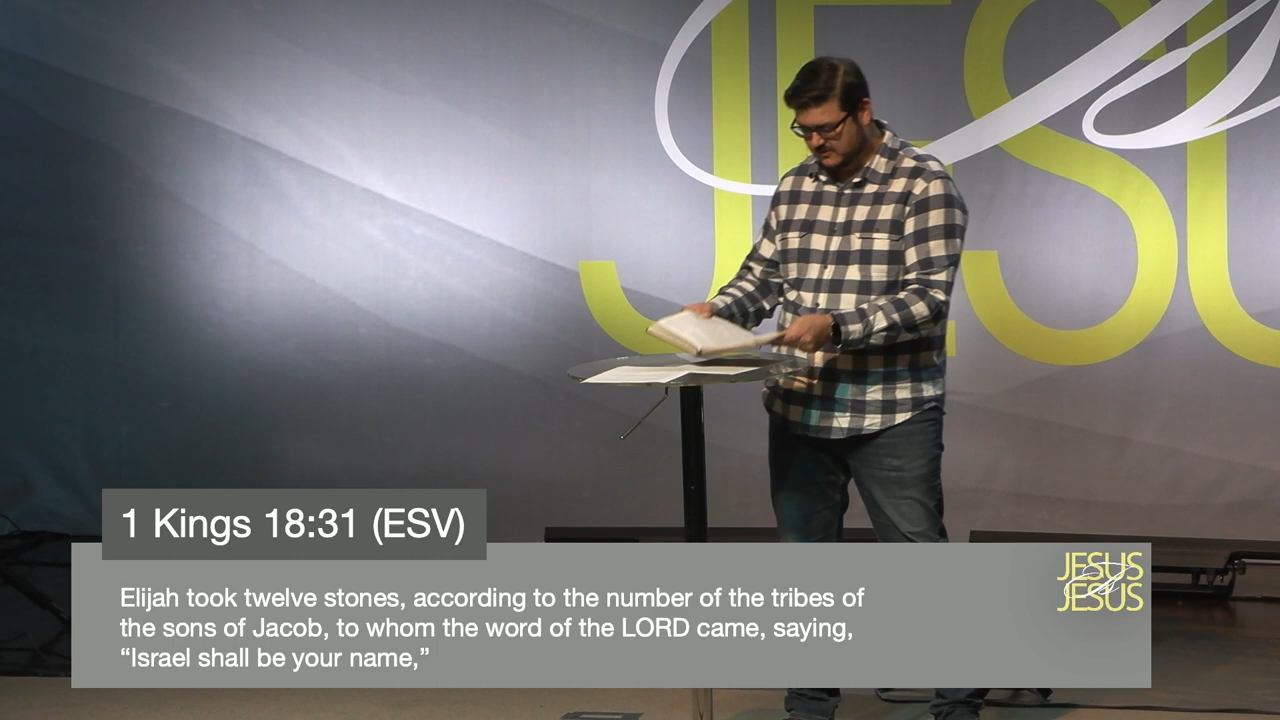 JESU
1 Kings 18:31 (ESV)
Elijah took twelve stones, according to the number of the tribes of
the sons of Jacob, to whom the word of the LORD came, saying,
“Israel shall be your name,”
JESUS
&
JESUS